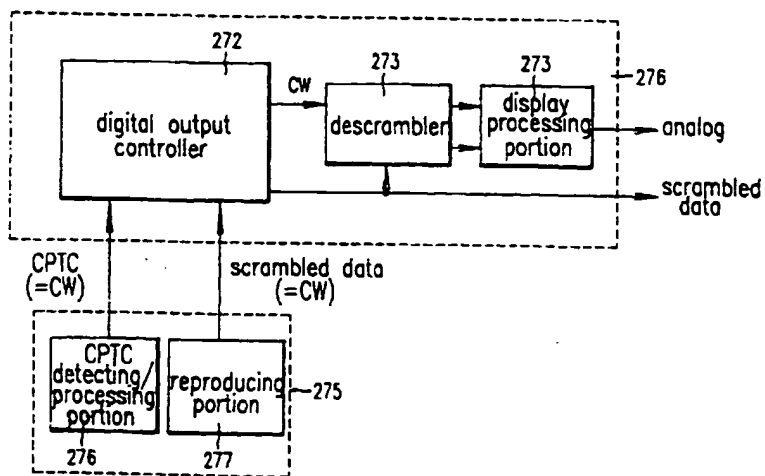 272
273
273
276
CW
digital output
controller
descrambler
display
processing
portion
analog
scrambled
data
CPTC
(=CW)
scrambled data
(=CW)
CPTC
detecting/
processing
portion
reproducing
portion
275
276
277